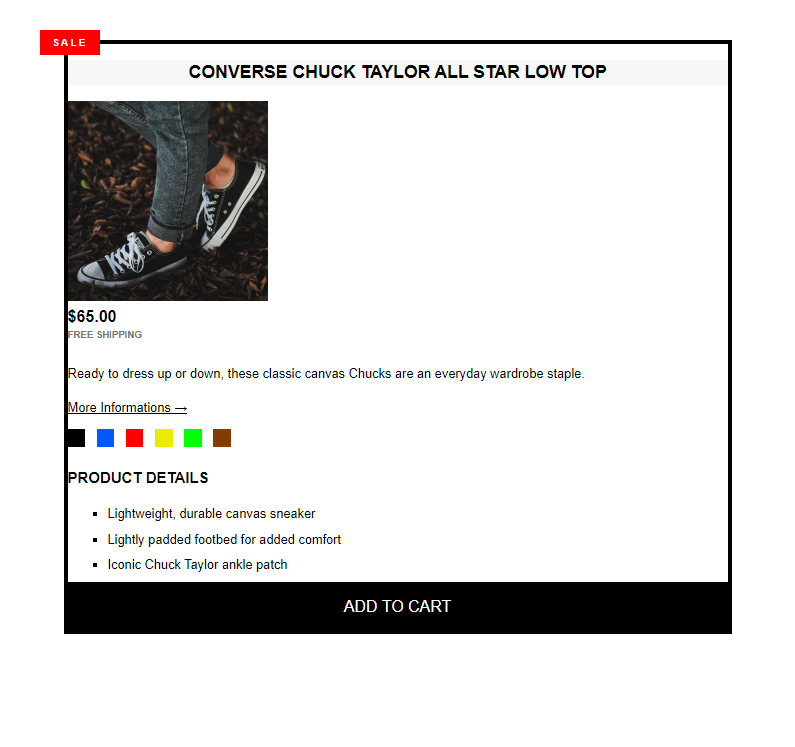 SALE
CONVERSE CHUCK TAYLOR ALL STAR LOW TOP
$65.00
FREE SHIPPING
Ready to dress up or down, these classic canvas Chucks are an everyday wardrobe staple.
More Informations →
PRODUCT DETAILS
Lightweight, durable canvas sneaker
Lightly padded footbed for added comfort
Iconic Chuck Taylor ankle patch
ADD TO CART